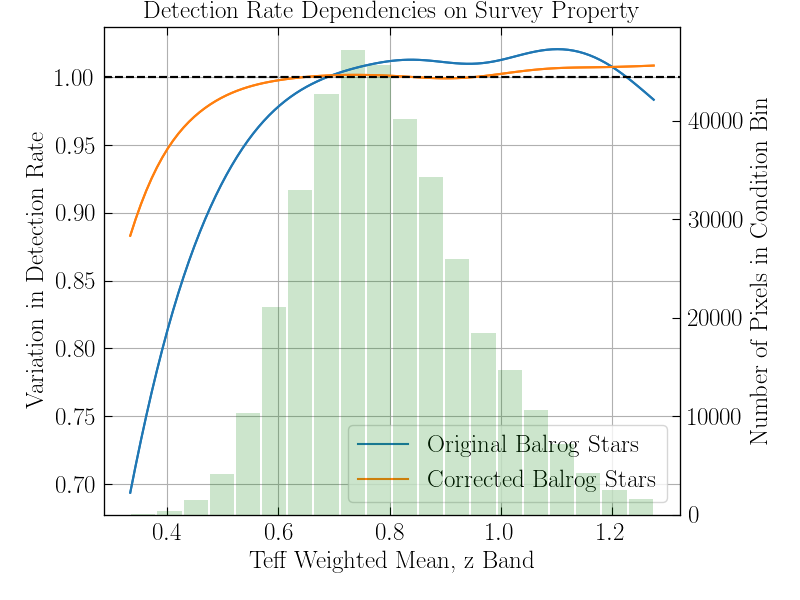 Detection Rate Dependencies on Survey Property
Variation in Detection Rate
1.00
0.95
0.90
0.85
0.80
0.75
0.70
40000
30000
20000
10000
0
Number of Pixels in Condition Bin
Original Balrog Stars
Corrected Balrog Stars
0.4 0.6 0.8 1.0 1.2
Teff Weighted Mean, z Band